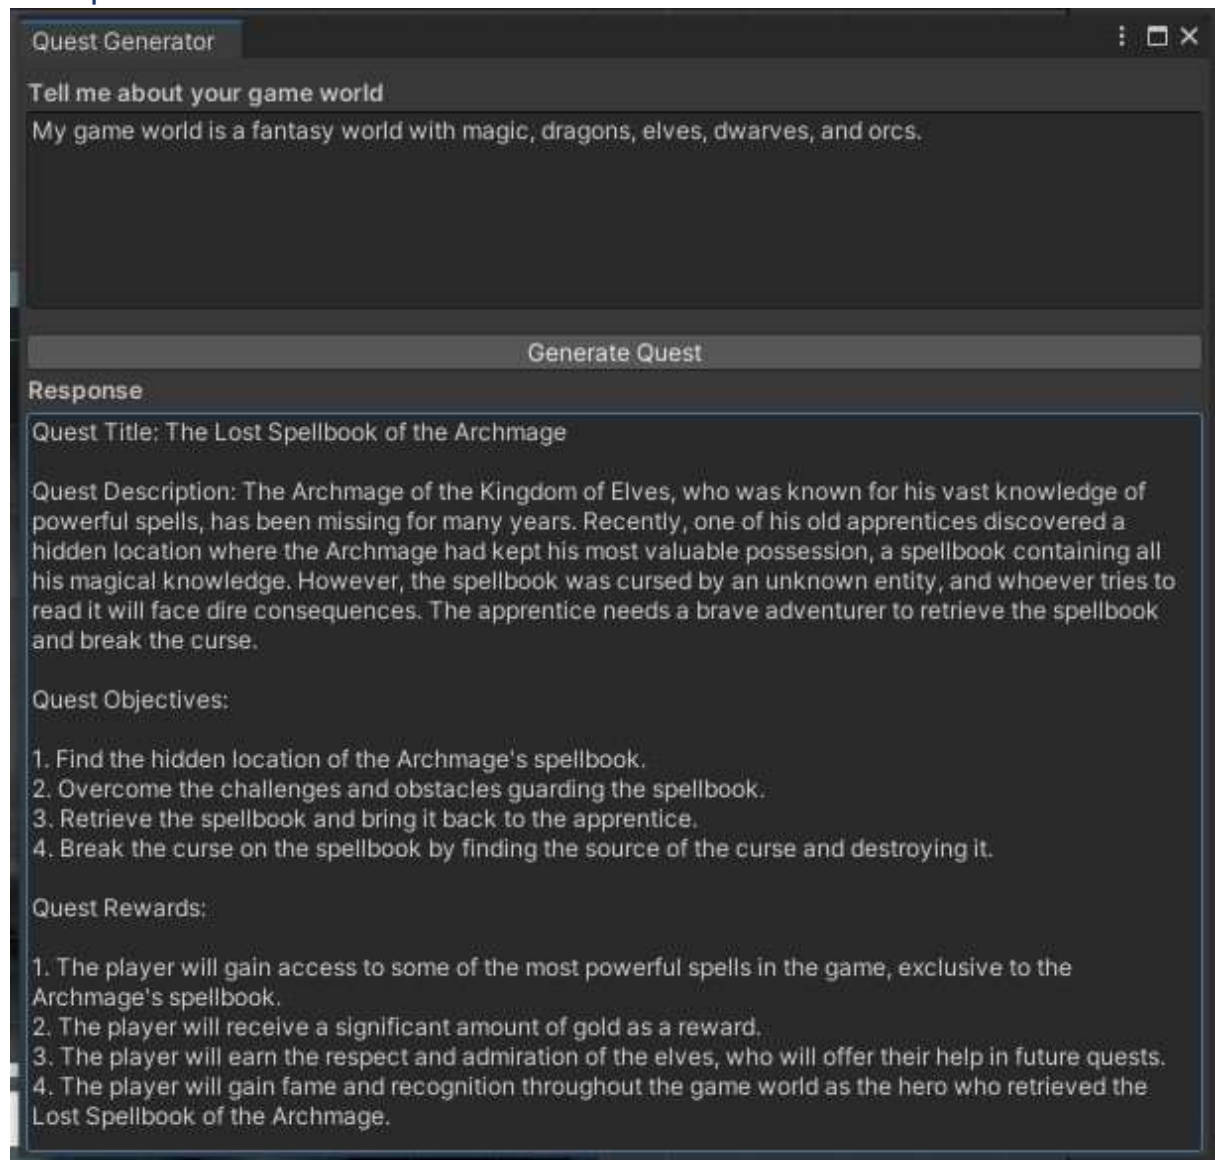 Quest Generator
Tell me about your game world
My game world is a fantasy world with magic, dragons, elves, dwarves, and orcs.
Generate Quest
Response
Quest Title: The Lost Spellbook of the Archmage
Quest Description: The Archmage of the Kingdom of Elves, who was known for his vast knowledge of
powerful spells, has been missing for many years. Recently, one of his old apprentices discovered a
hidden location where the Archmage had kept his most valuable possession, a spellbook containing all
his magical knowledge. However, the spellbook was cursed by an unknown entity, and whoever tries to
read it will face dire consequences. The apprentice needs a brave adventurer to retrieve the spellbook
and break the curse.
Quest Objectives:
1. Find the hidden location of the Archmage's spellbook.
2. Overcome the challenges and obstacles guarding the spellbook.
3. Retrieve the spellbook and bring it back to the apprentice.
4. Break the curse on the spellbook by finding the source of the curse and destroying it.
Quest Rewards:
1. The player will gain access to some of the most powerful spells in the game, exclusive to the
Archmage's spellbook.
2. The player will receive a significant amount of gold as a reward.
3. The player will earn the respect and admiration of the elves, who will offer their help in future quests.
4. The player will gain fame and recognition throughout the game world as the hero who retrieved the
Lost Spellbook of the Archmage.